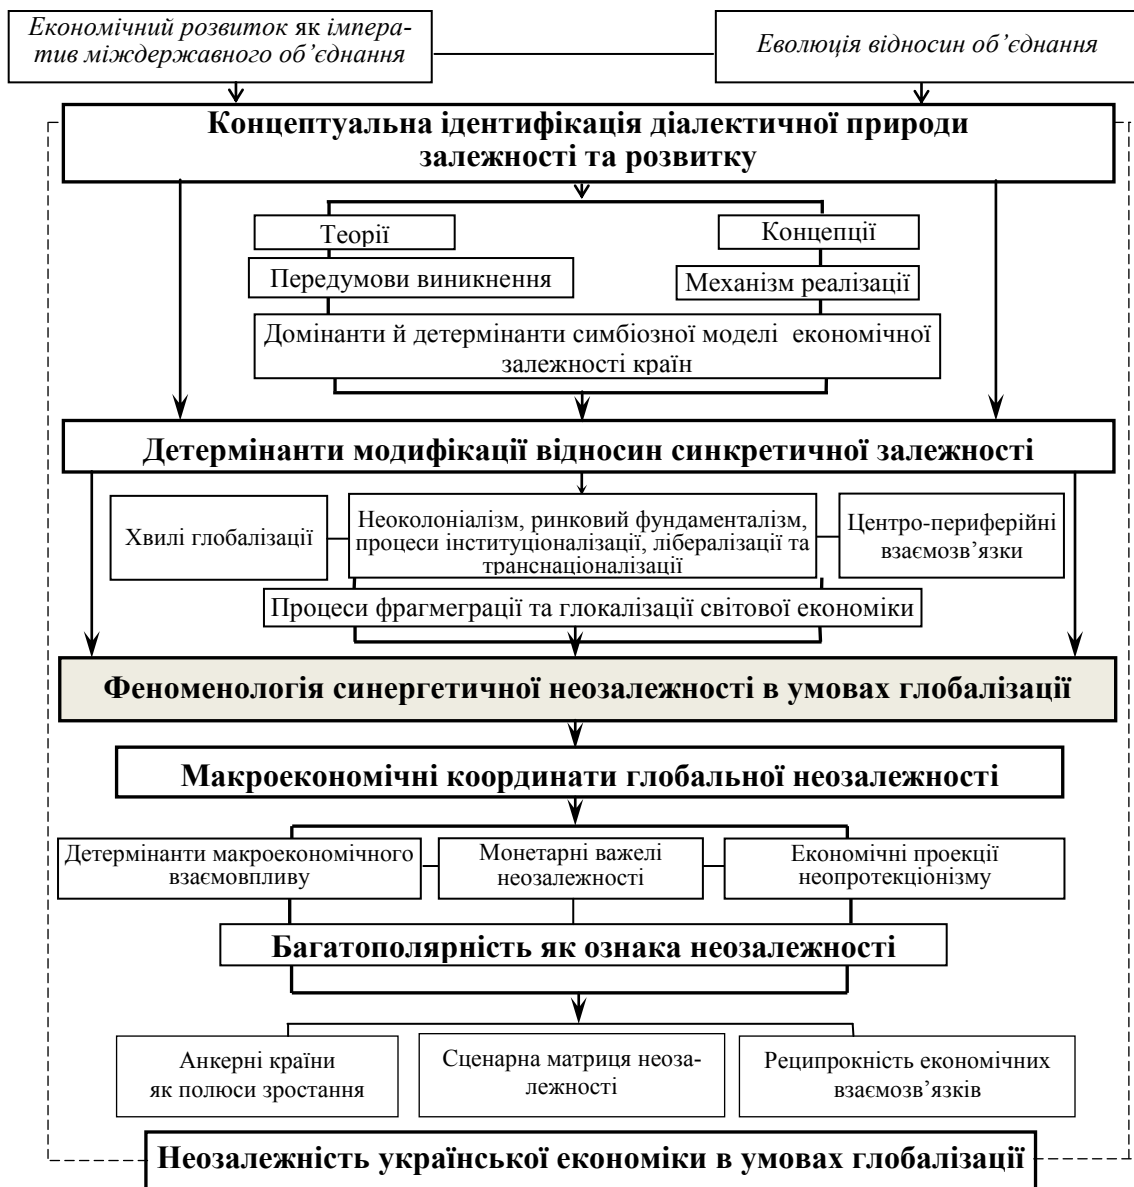 Економічний розвиток як імпера-
тив міждержавного об’єднання
Еволюція відносин об’єднання
Концептуальна ідентифікація діалектичної природи
залежності та розвитку
Теорії
Концепції
Передумови виникнення
Механізм реалізації
Домінанти й детермінанти симбіозної моделі економічної
залежності країн
Детермінанти модифікації відносин синкретичної залежності
Хвилі глобалізації
Неоколоніалізм, ринковий фундаменталізм,
процеси інституціоналізації, лібералізації та
транснаціоналізації
Центро-периферійні
взаємозв’язки
Процеси фрагмеграції та глокалізації світової економіки
Феноменологія синергетичної неозалежності в умовах глобалізації
Макроекономічні координати глобальної неозалежності
Детермінанти макроекономічного
взаємовпливу
Монетарні важелі
неозалежності
Економічні проекції
неопротекціонізму
Багатополярність як ознака неозалежності
Анкерні країни
як полюси зростання
Сценарна матриця неоза-
лежності
Реципрокність економічних
взаємозв’язків
Неозалежність української економіки в умовах глобалізації